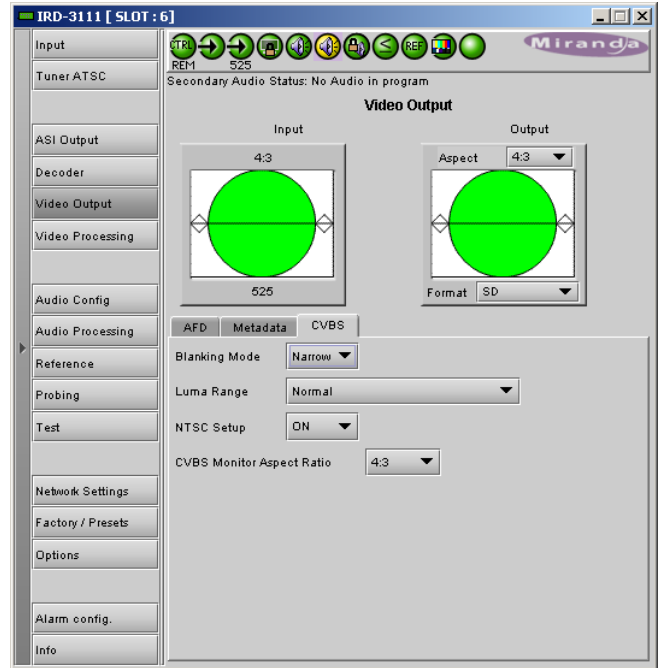 IRD-3111 [ SLOT : 6]
Input
Tuner ATSC
ASI Output
Decoder
Video Output
Video Processing
Audio Config
Audio Processing
Reference
Probing
Test
Network Settings
Factory / Presets
Options
Alarm config.
Info
CTRL
REF
Miranda
REM
525
Secondary Audio Status: No Audio in program
Video Output
Input
4:3
525
Output
Aspect 4:3
Format SD
AFD Metadata CVBS
Blanking Mode Narrow
Luma Range Normal
NTSC Setup ON
CVBS Monitor Aspect Ratio 4:3